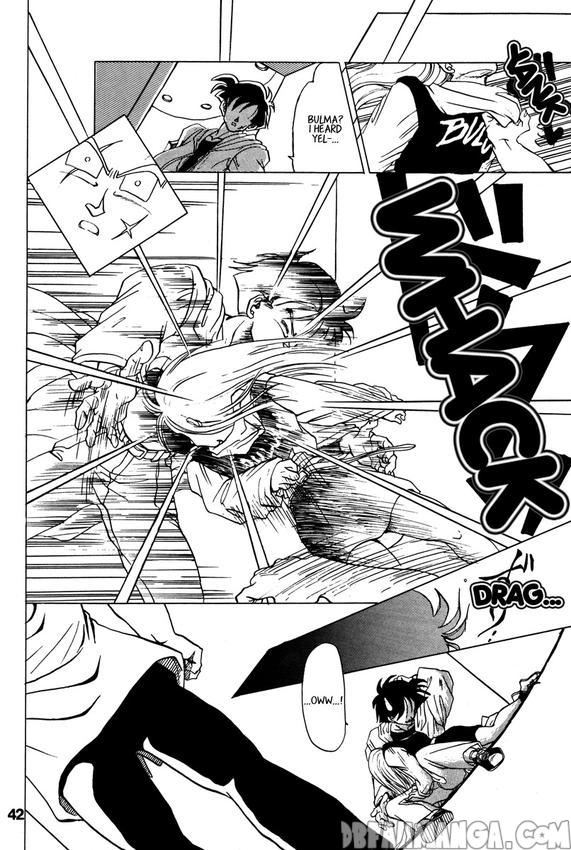 YANK
BUL
BULMA?
I HEARD
YEL-...
WHACK
DRAG...
...OWW...!
42
DBFANMANGA.COM